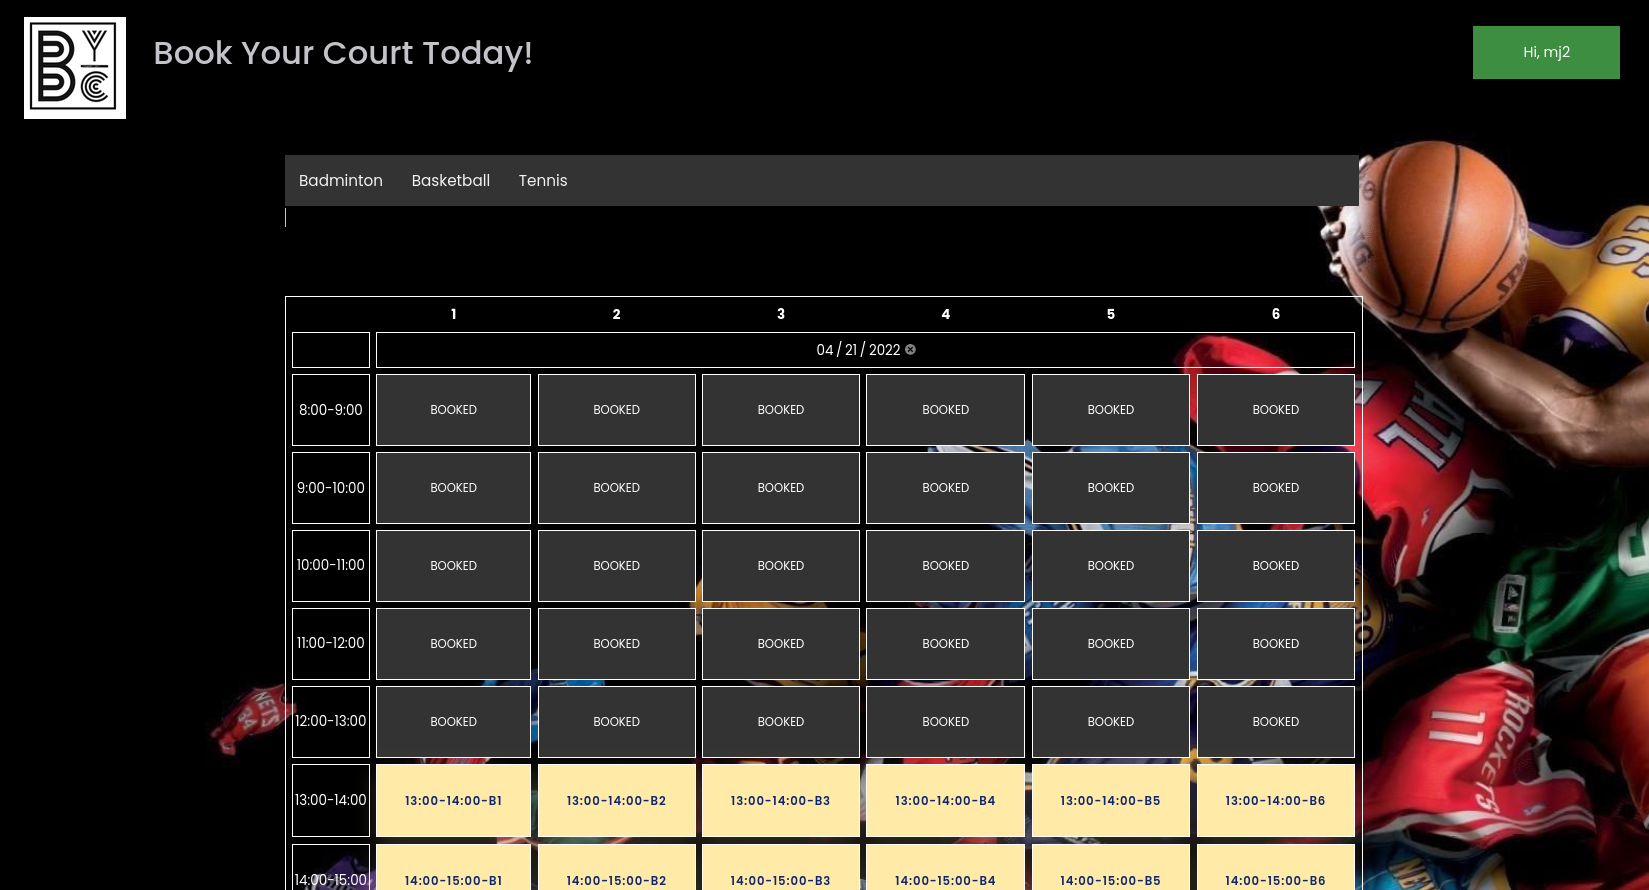 BYCC
Book Your Court Today!
Hi, mj2
Badminton Basketball Tennis
1 2 3 4 5 6
04 / 21 / 2022
8:00-9:00 BOOKED BOOKED BOOKED BOOKED BOOKED BOOKED
9:00-10:00 BOOKED BOOKED BOOKED BOOKED BOOKED BOOKED
10:00-11:00 BOOKED BOOKED BOOKED BOOKED BOOKED BOOKED
11:00-12:00 BOOKED BOOKED BOOKED BOOKED BOOKED BOOKED
12:00-13:00 BOOKED BOOKED BOOKED BOOKED BOOKED BOOKED
13:00-14:00 13:00-14:00-B1 13:00-14:00-B2 13:00-14:00-B3 13:00-14:00-B4 13:00-14:00-B5 13:00-14:00-B6
14:00-15:00 14:00-15:00-B1 14:00-15:00-B2 14:00-15:00-B3 14:00-15:00-B4 14:00-15:00-B5 14:00-15:00-B6
ATL
NETS
ROCKETS
11